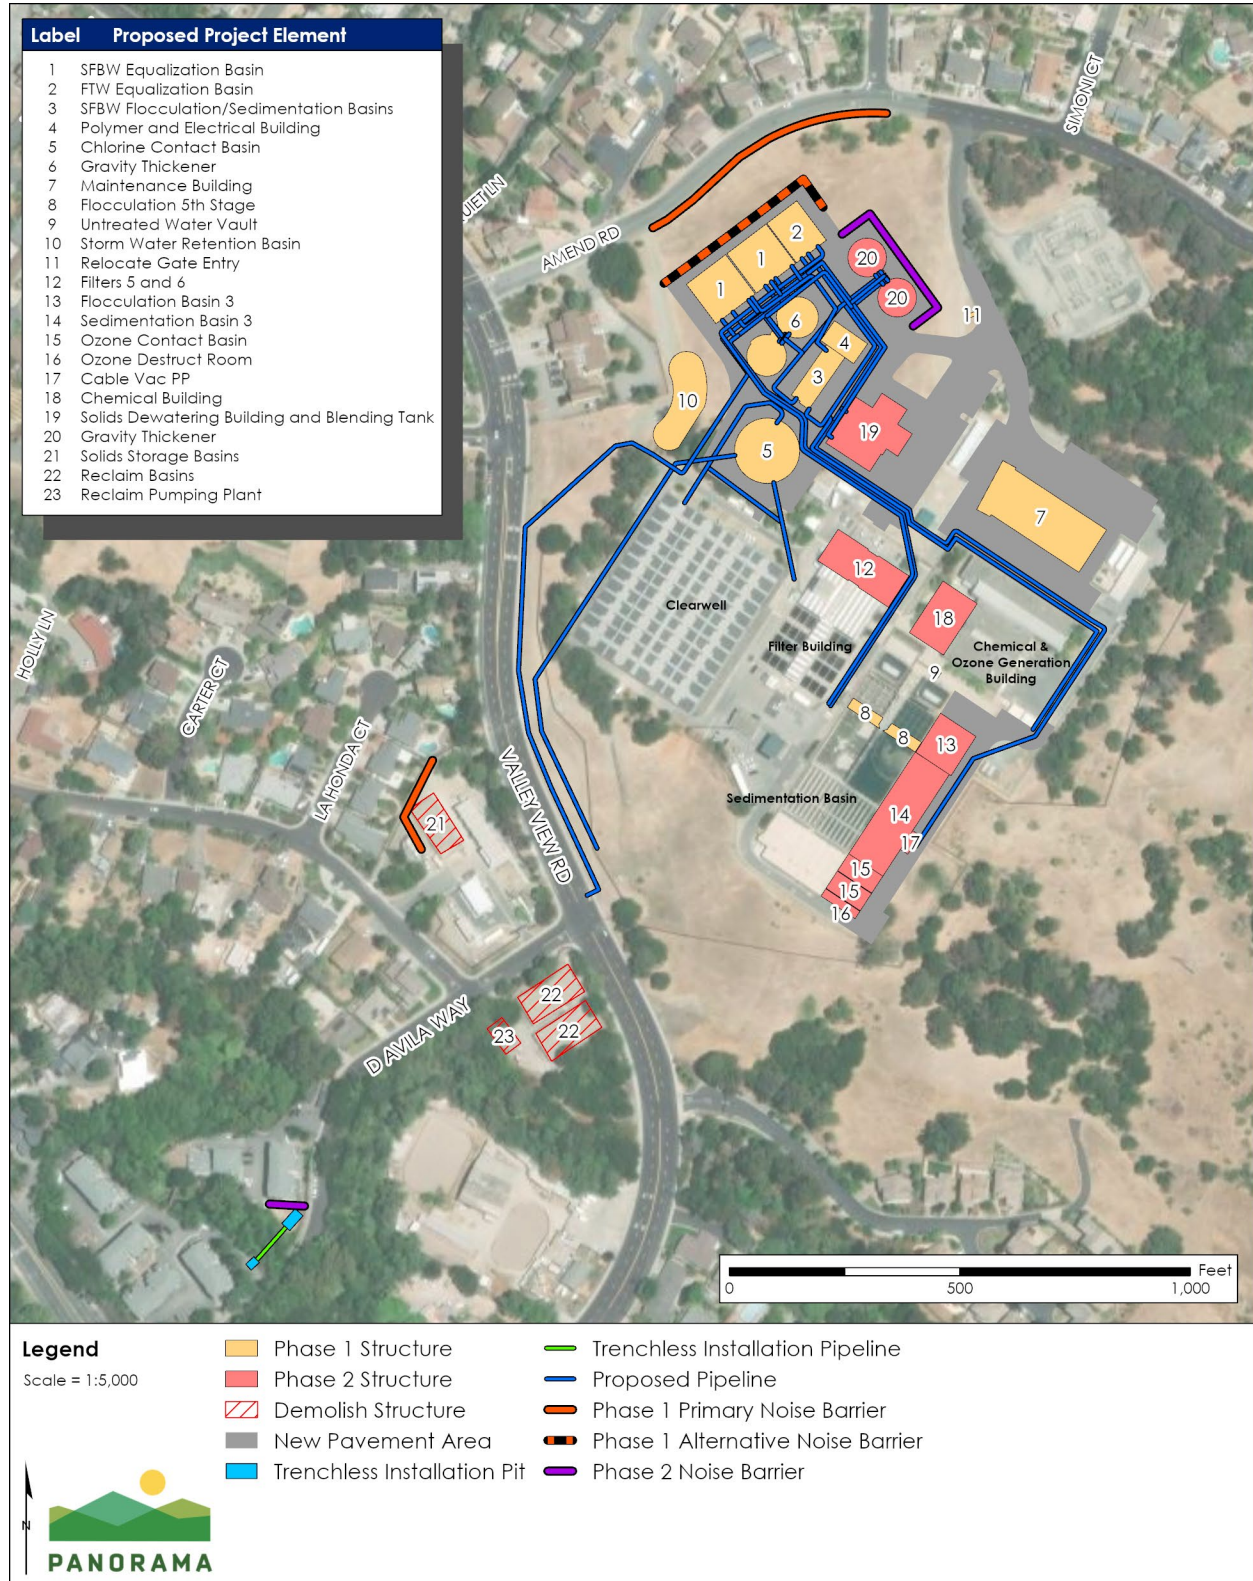 Label Proposed Project Element
1 SFBW Equalization Basin
2 FTW Equalization Basin
3 SFBW Flocculation/Sedimentation Basins
4 Polymer and Electrical Building
5 Chlorine Contact Basin
6 Gravity Thickener
7 Maintenance Building
8 Flocculation 5th Stage
9 Untreated Water Vault
10 Storm Water Retention Basin
11 Relocate Gate Entry
12 Filters 5 and 6
13 Flocculation Basin 3
14 Sedimentation Basin 3
15 Ozone Contact Basin
16 Ozone Destruct Room
17 Cable Vac PP
18 Chemical Building
19 Solids Dewatering Building and Blending Tank
20 Gravity Thickener
21 Solids Storage Basins
22 Reclaim Basins
23 Reclaim Pumping Plant
SIMONI CT
QUIET LN
AMEND RD
2
1
1
20
20
11
6
4
3
10
19
5
7
12
Clearwell
18
Filter Building
Chemical &
Ozone Generation
Building
9
8
8
13
HOLLY LN
CARTER CT
LA HONDA CT
VALLEY VIEW RD
Sedimentation Basin
14
21
17
15
15
16
22
22
23
D AVILA WAY
Feet
0 500 1,000
Legend
Scale = 1:5,000
Phase 1 Structure
Phase 2 Structure
Demolish Structure
New Pavement Area
Trenchless Installation Pit
Trenchless Installation Pipeline
Proposed Pipeline
Phase 1 Primary Noise Barrier
Phase 1 Alternative Noise Barrier
Phase 2 Noise Barrier
N
PANORAMA